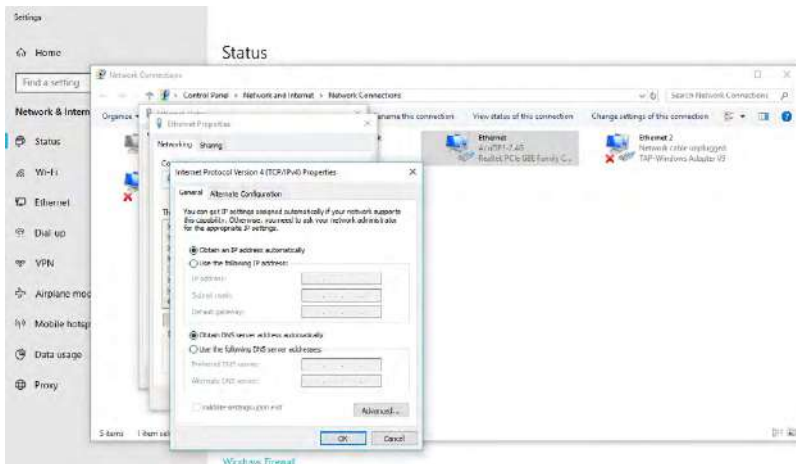 Settings
Home
Status
Find a setting
Network & Intern
Status
Wi-Fi
Ethernet
Dial-up
VPN
Airplane mod
Mobile hotsp
Data usage
Proxy
Network Connections
Control Panel Network and Internet Network Connections
Search Network Connections
Organize
ename this connection View status of this connection Change settings of this connection
Ethernet
Realtek PCIe GBE Family C...
Ethernet 2
Network cable unplugged
TAP-Windows Adapter V9
Ethernet Properties
Networking Sharing
Co
Th
Internet Protocol Version 4 (TCP/IPv4) Properties
General Alternate Configuration
You can get IP settings assigned automatically if your network supports
this capability. Otherwise, you need to ask your network administrator
for the appropriate IP settings.
Obtain an IP address automatically
Use the following IP address:
IP address:
Subnet mask:
Default gateway:
Obtain DNS server address automatically
Use the following DNS server addresses:
Preferred DNS server:
Alternate DNS server:
Validate settings upon exit
Advanced...
OK Cancel
5 items 1 item sel
Windows Firewall